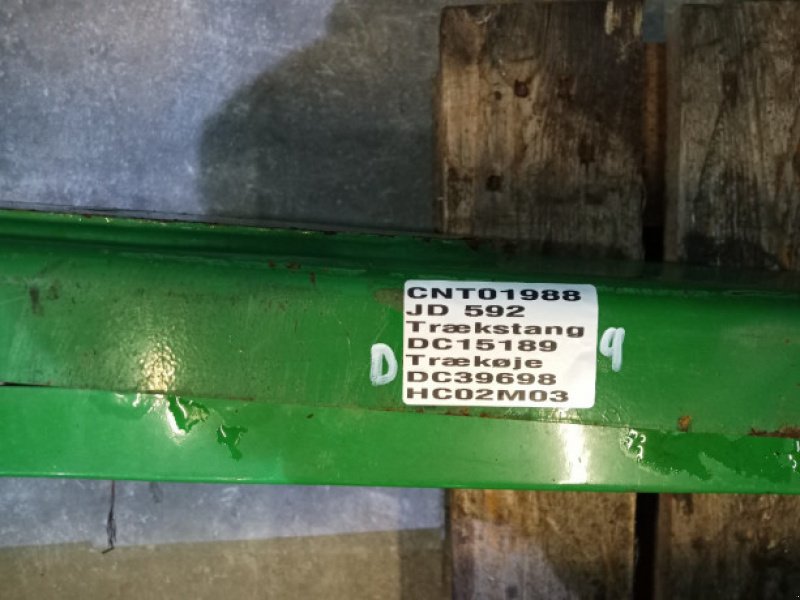 CNT01988
JD 592
Trækstang
DC15189
Trækøje
DC39698
HC02M03
D
9